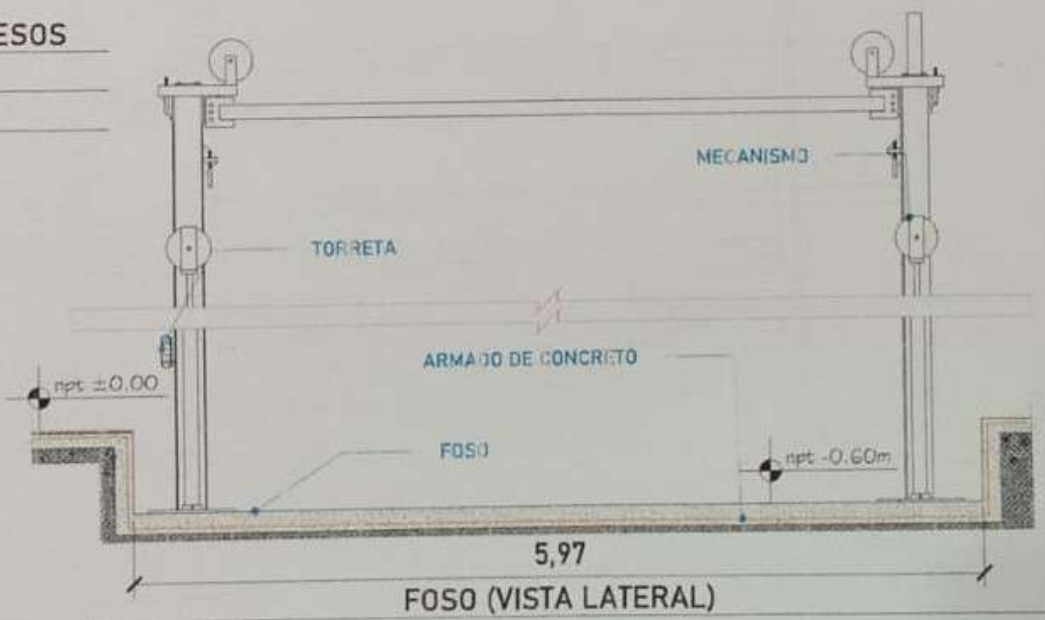 ESOS
MECANISMO
TORRETA
ARMADO DE CONCRETO
npt ±0,00
FOSO
npt -0.60m
5,97
FOSO (VISTA LATERAL)